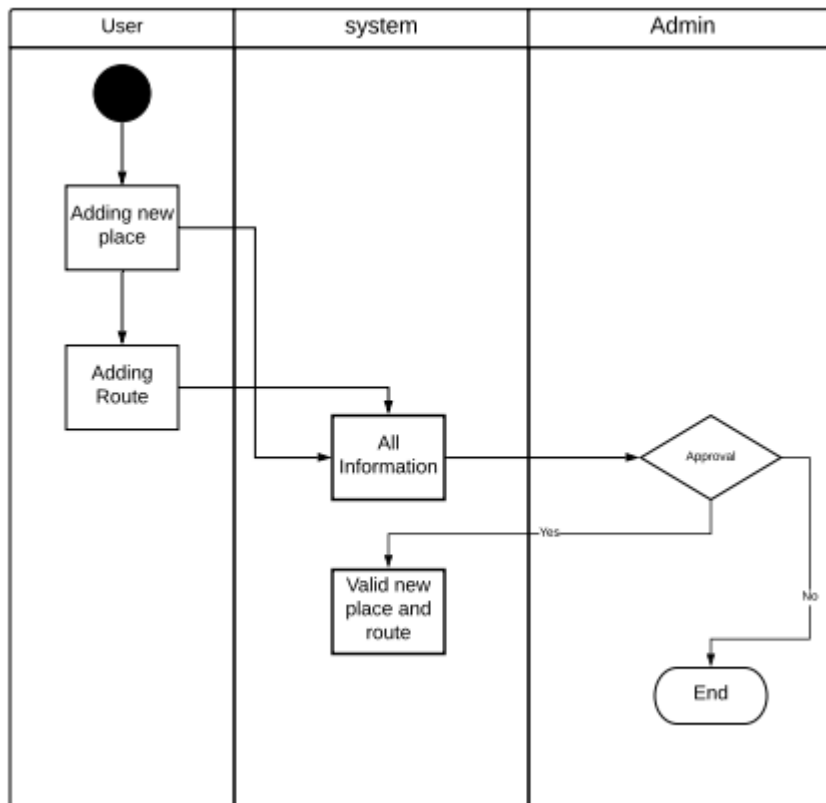 User
system
Admin
Adding new
place
Adding
Route
All
Information
Approval
Yes
Valid new
place and
route
No
End